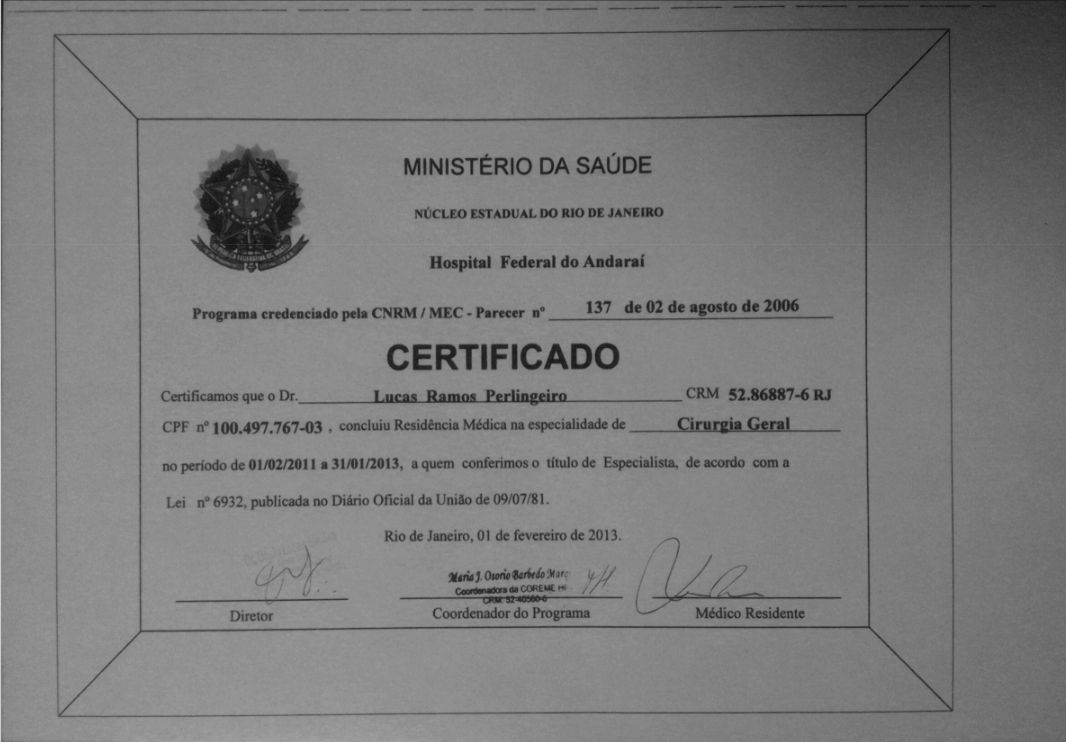 MINISTÉRIO DA SAÚDE
NÚCLEO ESTADUAL DO RIO DE JANEIRO
Hospital Federal do Andaraí
Programa credenciado pela CNRM / MEC - Parecer nº 137 de 02 de agosto de 2006
CERTIFICADO
Certificamos que o Dr. Lucas Ramos Perlingeiro CRM 52.86887-6 RJ
CPF nº 100.497.767-03 , concluiu Residência Médica na especialidade de Cirurgia Geral
no período de 01/02/2011 a 31/01/2013, a quem conferimos o título de Especialista, de acordo com a
Lei nº 6932, publicada no Diário Oficial da União de 09/07/81.
Rio de Janeiro, 01 de fevereiro de 2013.
Maria J. Osorio Barbedo
Coordenadora da COREME
CRM: 52-40560-6
Diretor Coordenador do Programa Médico Residente